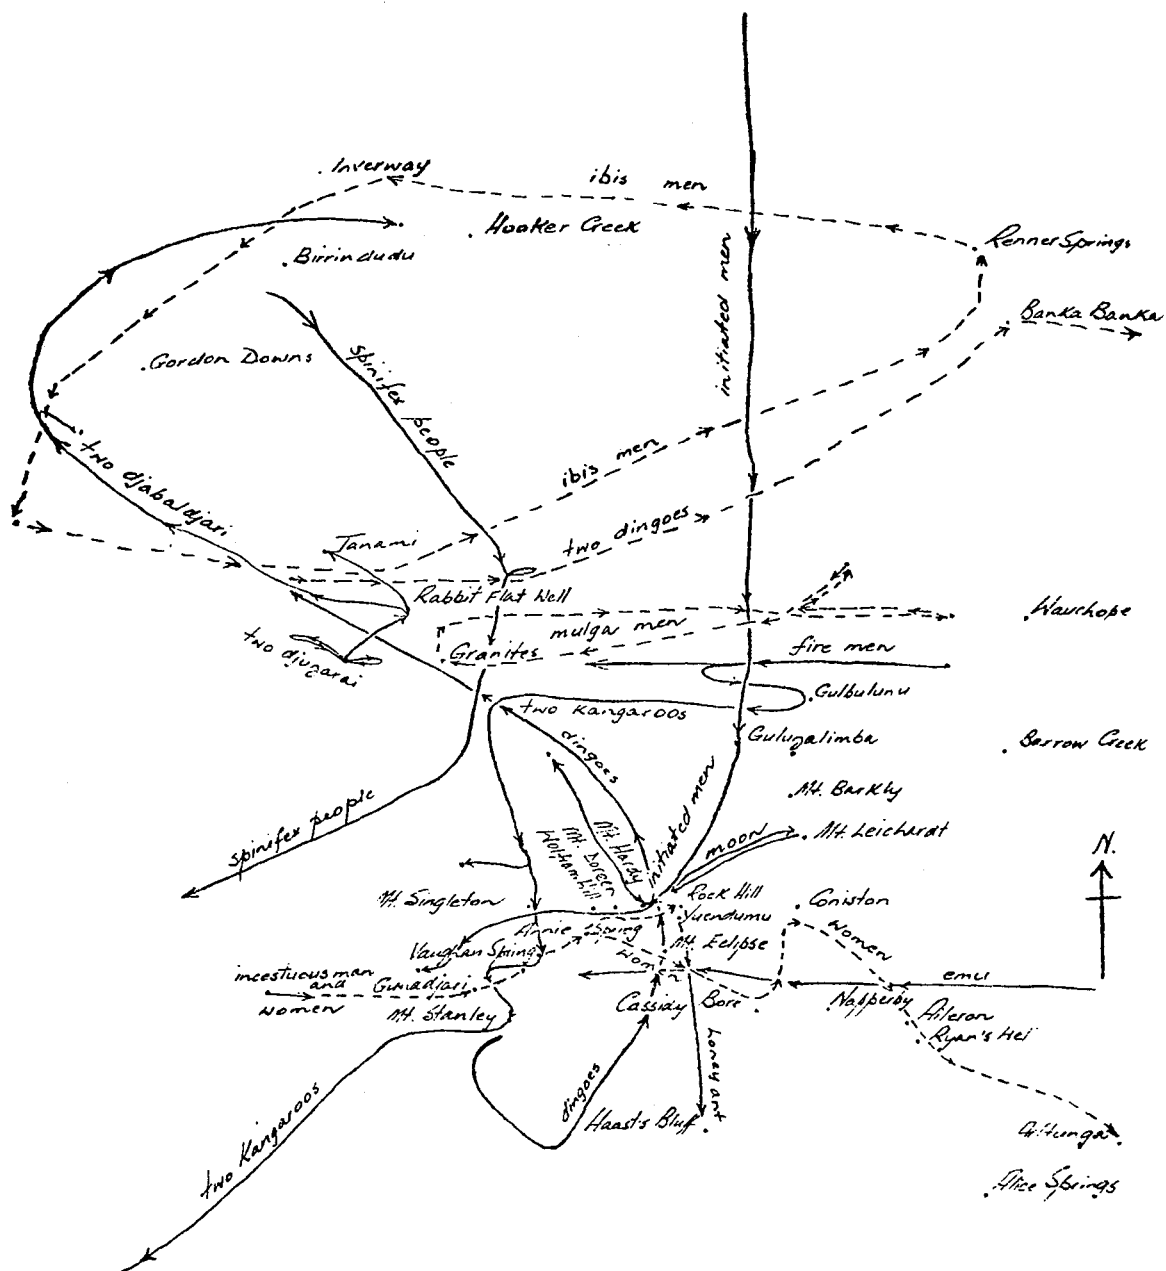 Inverway
ibis men
Hooker Creek
Renner Springs
Birrindudu
initiated men
Banka Banka
Gordon Downs
spinifex people
two djabaldjari
ibis men
two dingoes
Tanami
Rabbit Flat Well
Wauchope
mulga men
Granites
fire men
two djuŋarai
Gulbulunu
two Kangaroos
Guluŋalimba
Barrow Creek
dingoes
Mt. Barkly
spinifex people
initiated men
moon
Mt. Leichardt
N.
Mt. Hardy
Mt. Doreen
Wolfram hill
Mt. Singleton
Rock Hill
Yuendumu
Coniston
Annie Spring
Mt. Eclipse
women
Vaughan Spring
women
incestuous man
and
women
Gunadjari
emu
Mt. Stanley
Cassidy Bore
Napperby
Aileron
Ryan's Well
dingoes
honey ant
Haast's Bluff
two Kangaroos
Arltunga
Alice Springs